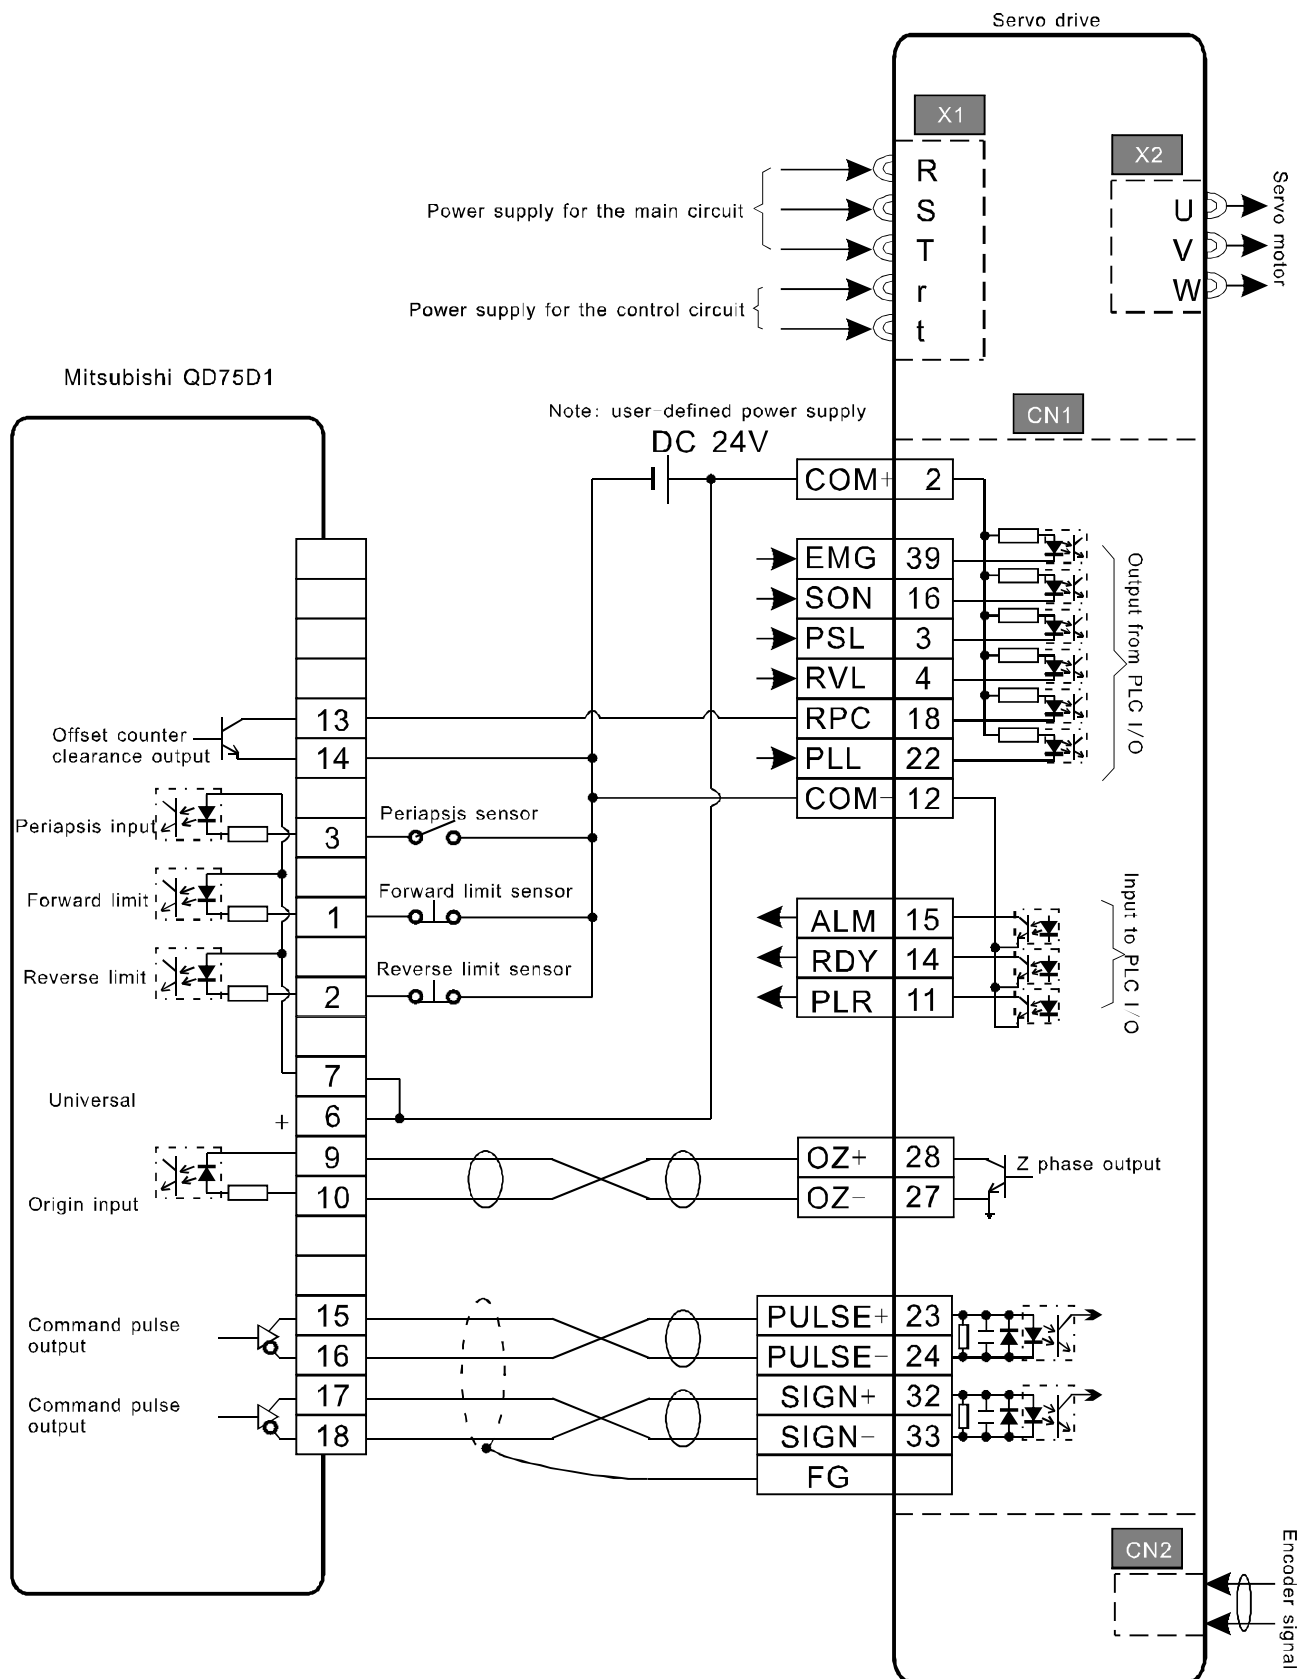 Servo drive
X1
X2
R
S
T
r
t
U
V
W
Servo motor
Power supply for the main circuit
Power supply for the control circuit
Mitsubishi QD75D1
Note: user-defined power supply
DC 24V
CN1
COM+ 2
EMG 39
SON 16
PSL 3
RVL 4
RPC 18
PLL 22
COM- 12
Output from PLC I/O
13
14
Offset counter
clearance output
Periapsis input
3
Periapsis sensor
Forward limit
1
Forward limit sensor
Reverse limit
2
Reverse limit sensor
ALM 15
RDY 14
PLR 11
Input to PLC I/O
7
Universal
+ 6
9
10
Origin input
OZ+ 28
OZ- 27
Z phase output
15
16
Command pulse
output
17
18
Command pulse
output
PULSE+ 23
PULSE- 24
SIGN+ 32
SIGN- 33
FG
CN2
Encoder signal